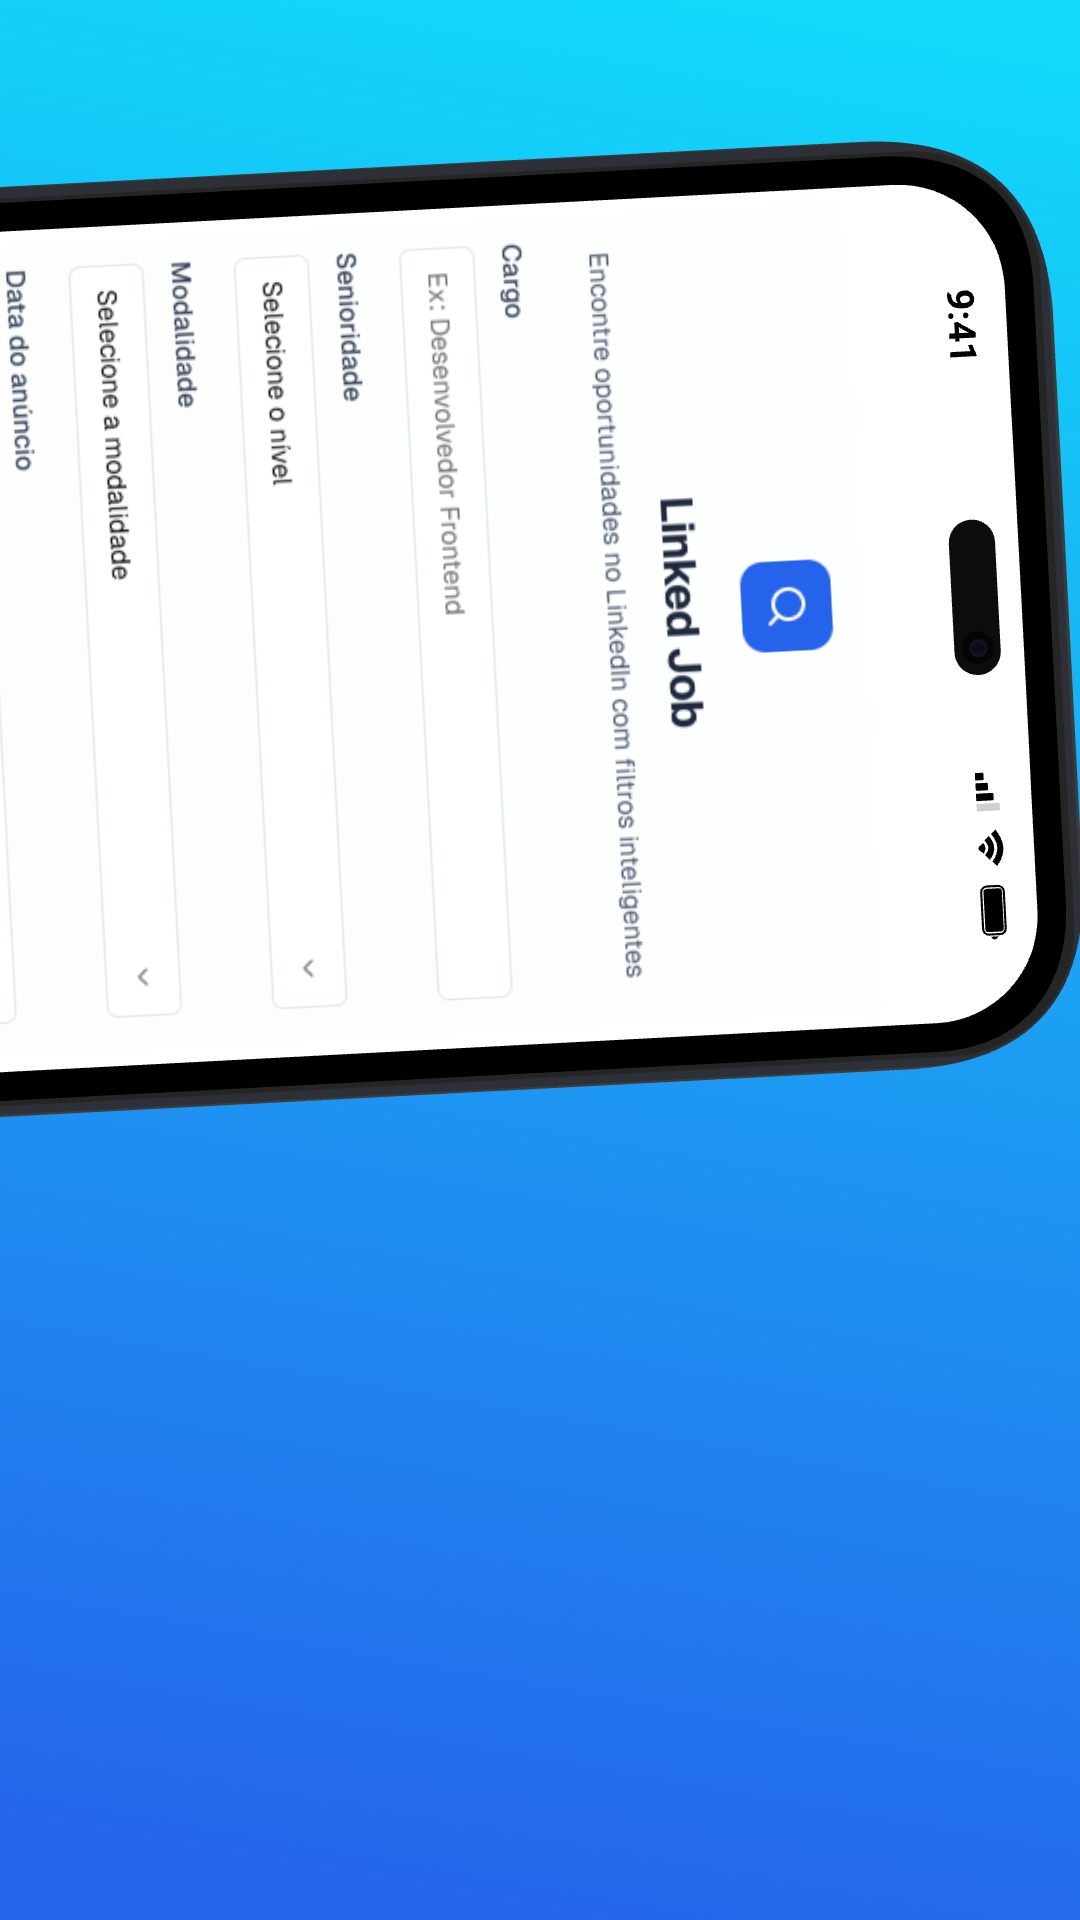 9:41
Linked Job
Encontre oportunidades no LinkedIn com filtros inteligentes
Cargo
Ex: Desenvolvedor Frontend
Senioridade
Selecione o nível
Modalidade
Selecione a modalidade
Data do anúncio